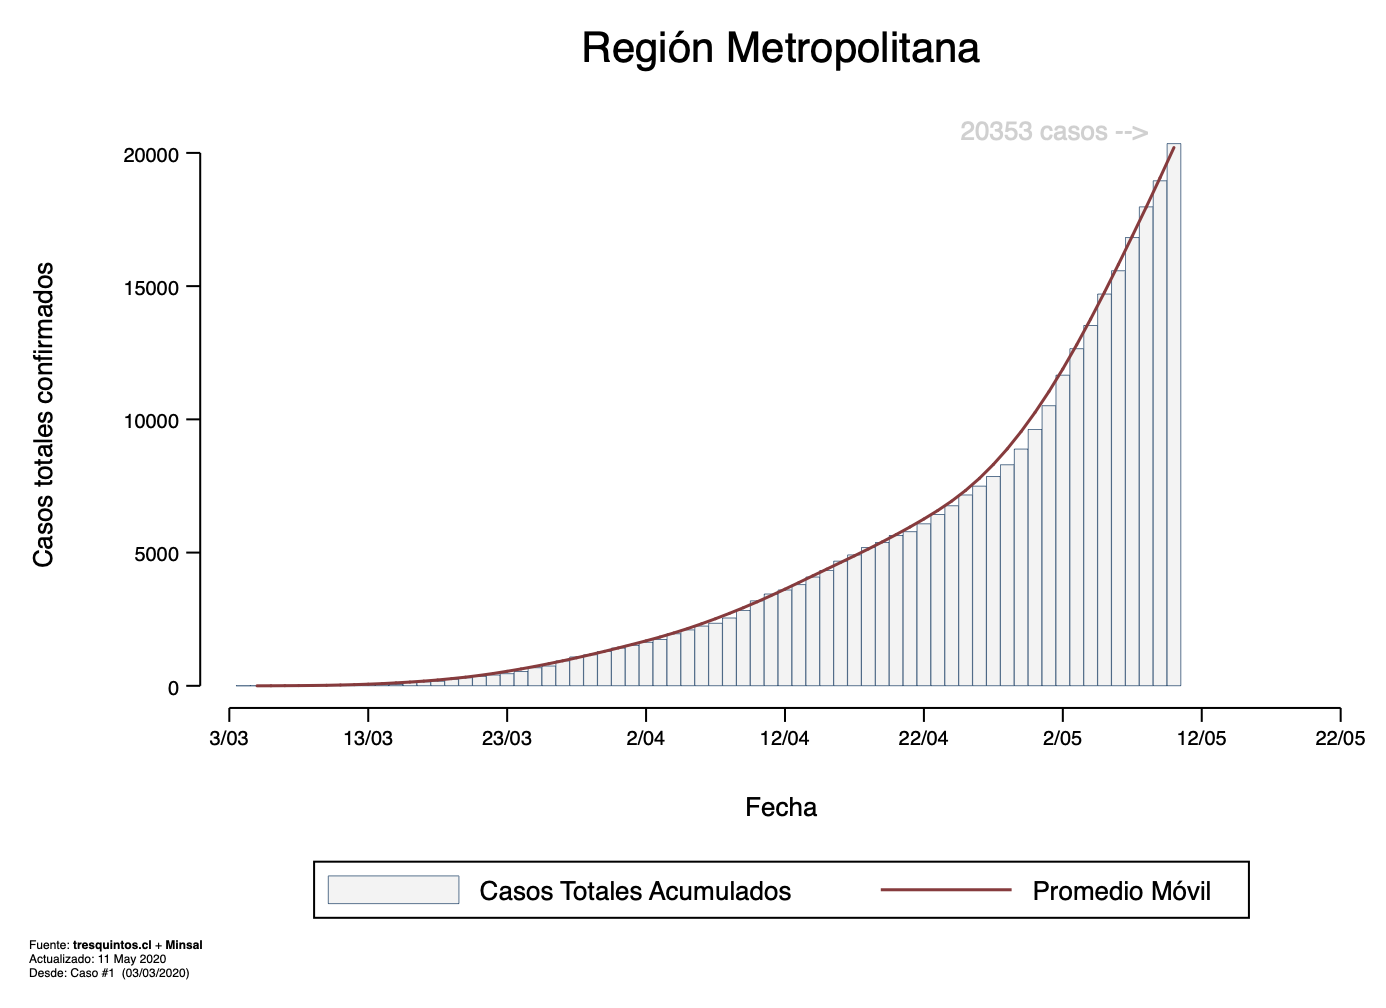 Región Metropolitana
20353 casos -->
Casos totales confirmados
20000
15000
10000
5000
0
3/03 13/03 23/03 2/04 12/04 22/04 2/05 12/05 22/05
Fecha
Casos Totales Acumulados Promedio Móvil
Fuente: tresquintos.cl + Minsal
Actualizado: 11 May 2020
Desde: Caso #1 (03/03/2020)